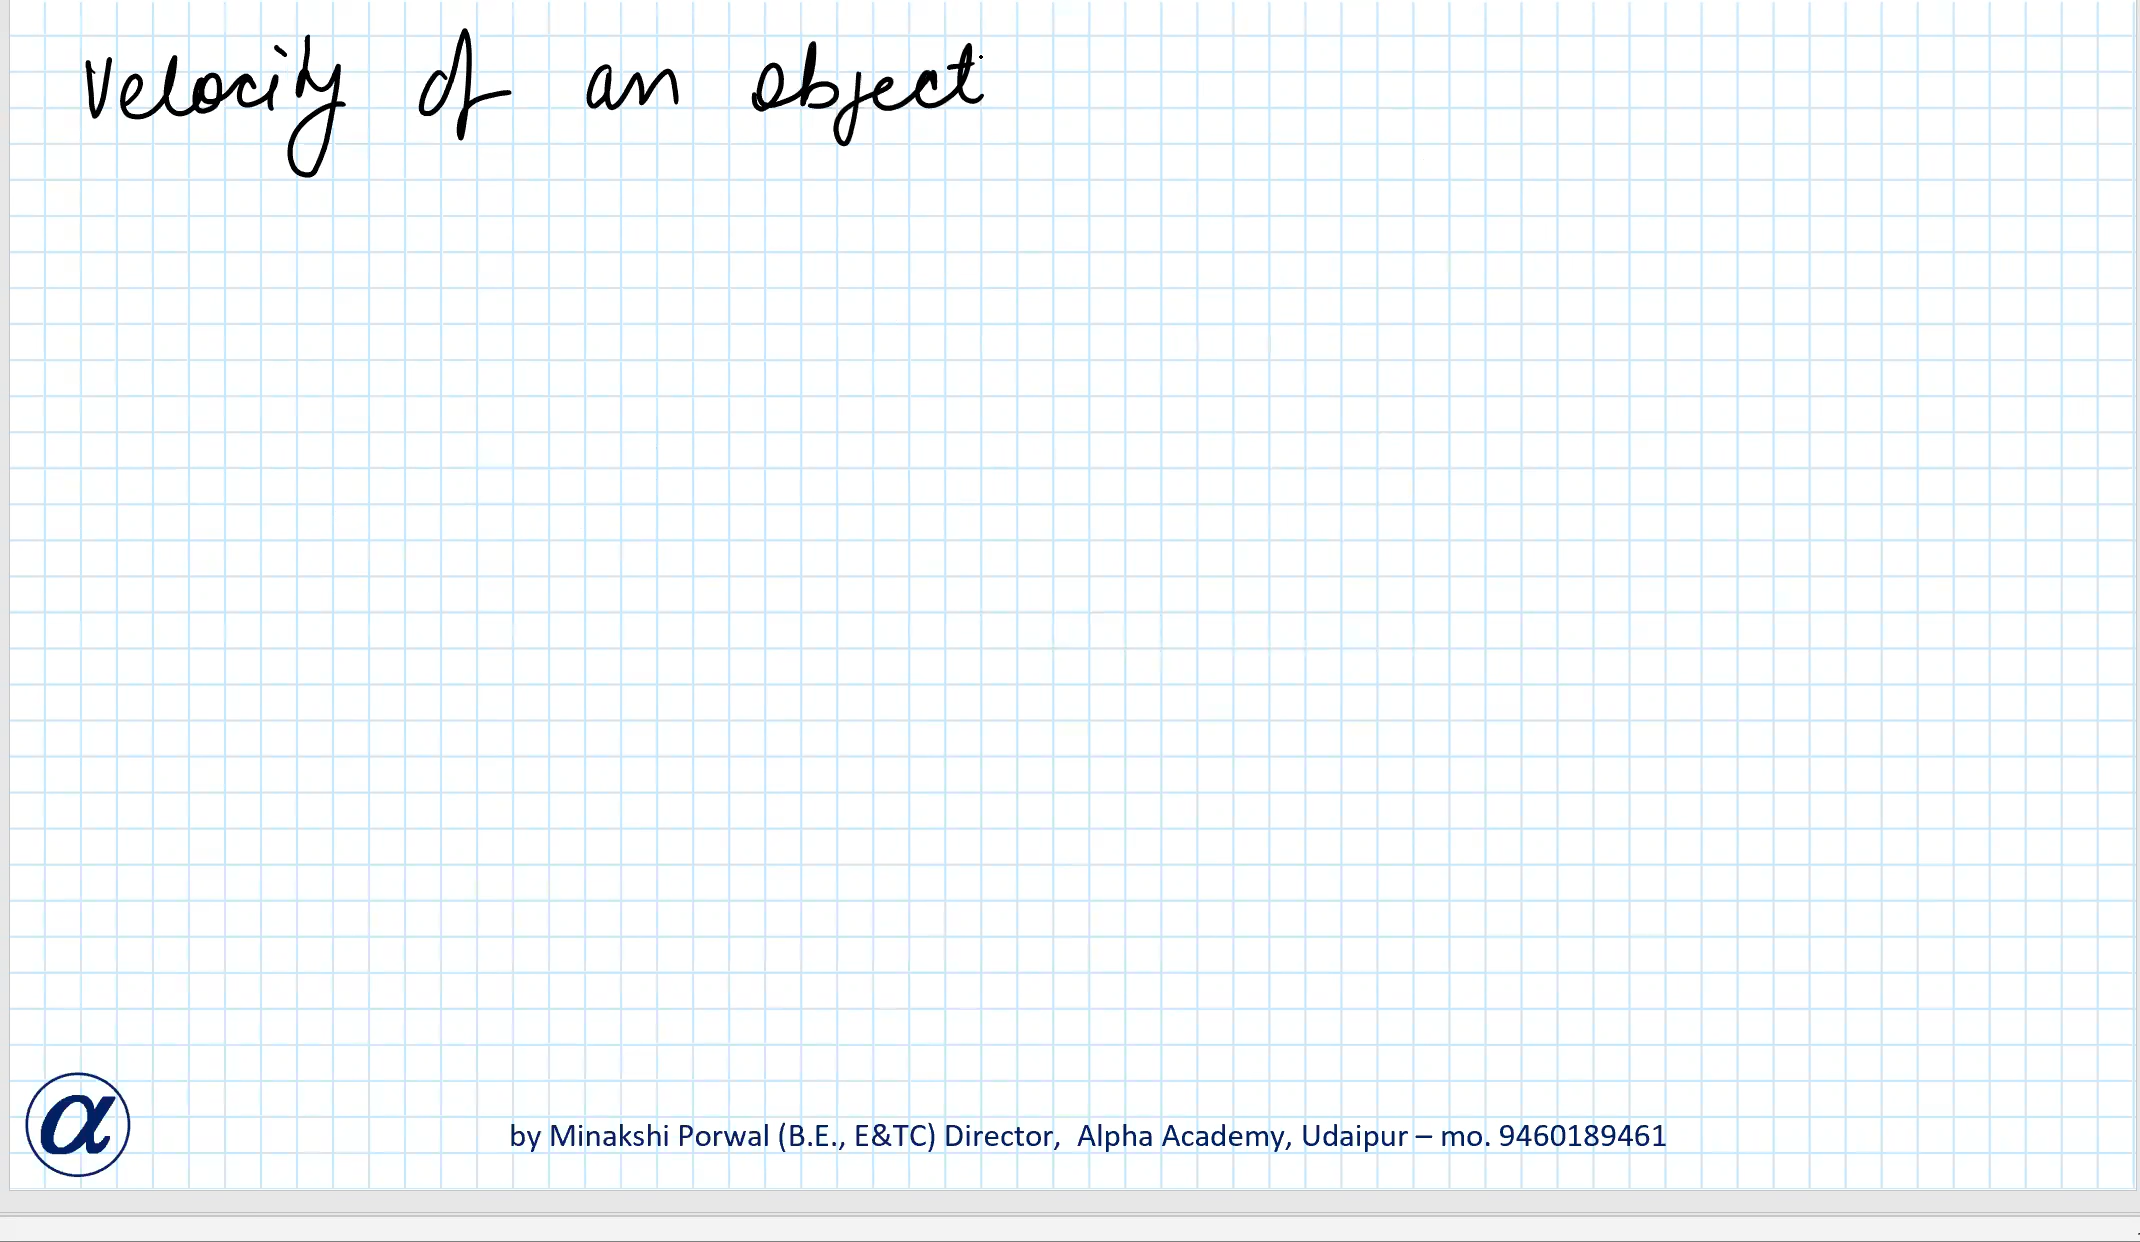 Velocity of an object
α
by Minakshi Porwal (B.E., E&TC) Director, Alpha Academy, Udaipur – mo. 9460189461